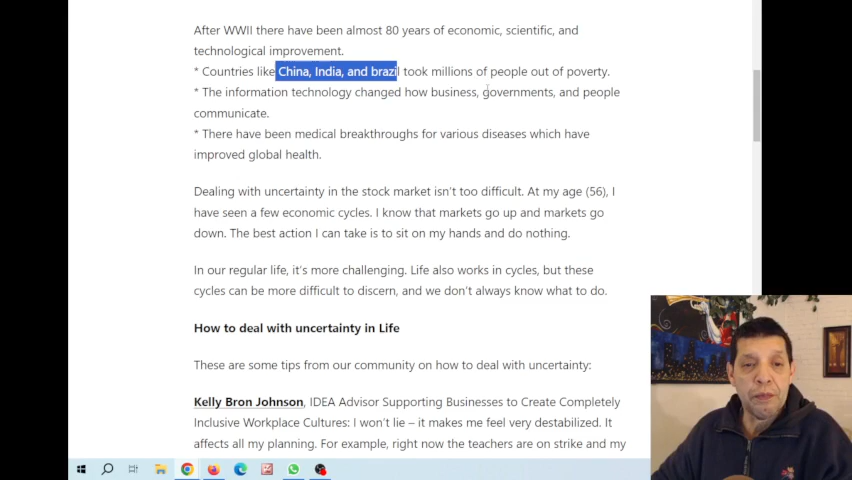 After WWII there have been almost 80 years of economic, scientific, and
technological improvement.
* Countries like China, India, and brazil took millions of people out of poverty.
* The information technology changed how business, governments, and people
communicate.
* There have been medical breakthroughs for various diseases which have
improved global health.
Dealing with uncertainty in the stock market isn't too difficult. At my age (56), I
have seen a few economic cycles. I know that markets go up and markets go
down. The best action I can take is to sit on my hands and do nothing.
In our regular life, it's more challenging. Life also works in cycles, but these
cycles can be more difficult to discern, and we don't always know what to do.
How to deal with uncertainty in Life
These are some tips from our community on how to deal with uncertainty:
Kelly Bron Johnson, IDEA Advisor Supporting Businesses to Create Completely
Inclusive Workplace Cultures: I won't lie – it makes me feel very destabilized. It
affects all my planning. For example, right now the teachers are on strike and my